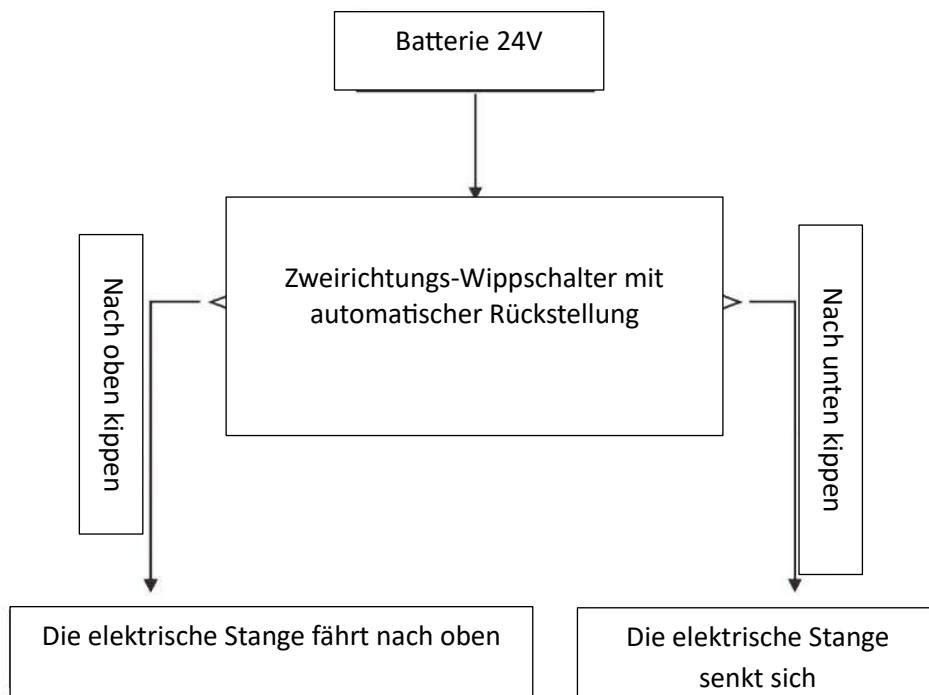 Batterie 24V
Zweirichtungs-Wippschalter mit
automatischer Rückstellung
Nach oben kippen
Nach unten kippen
Die elektrische Stange fährt nach oben
Die elektrische Stange
senkt sich